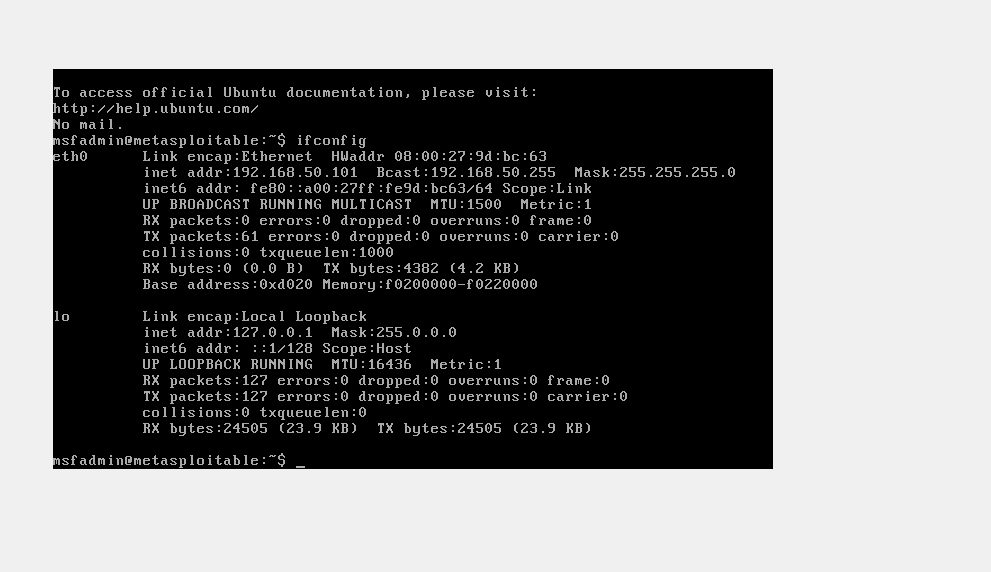 To access official Ubuntu documentation, please visit:
http://help.ubuntu.com/
No mail.
msfadmin@metasploitable:~$ ifconfig
eth0      Link encap:Ethernet  HWaddr 08:00:27:9d:bc:63
          inet addr:192.168.50.101  Bcast:192.168.50.255  Mask:255.255.255.0
          inet6 addr: fe80::a00:27ff:fe9d:bc63/64 Scope:Link
          UP BROADCAST RUNNING MULTICAST  MTU:1500  Metric:1
          RX packets:0 errors:0 dropped:0 overruns:0 frame:0
          TX packets:61 errors:0 dropped:0 overruns:0 carrier:0
          collisions:0 txqueuelen:1000
          RX bytes:0 (0.0 B)  TX bytes:4382 (4.2 KB)
          Base address:0xd020 Memory:f0200000-f0220000
lo        Link encap:Local Loopback
          inet addr:127.0.0.1  Mask:255.0.0.0
          inet6 addr: ::1/128 Scope:Host
          UP LOOPBACK RUNNING  MTU:16436  Metric:1
          RX packets:127 errors:0 dropped:0 overruns:0 frame:0
          TX packets:127 errors:0 dropped:0 overruns:0 carrier:0
          collisions:0 txqueuelen:0
          RX bytes:24505 (23.9 KB)  TX bytes:24505 (23.9 KB)
msfadmin@metasploitable:~$ _